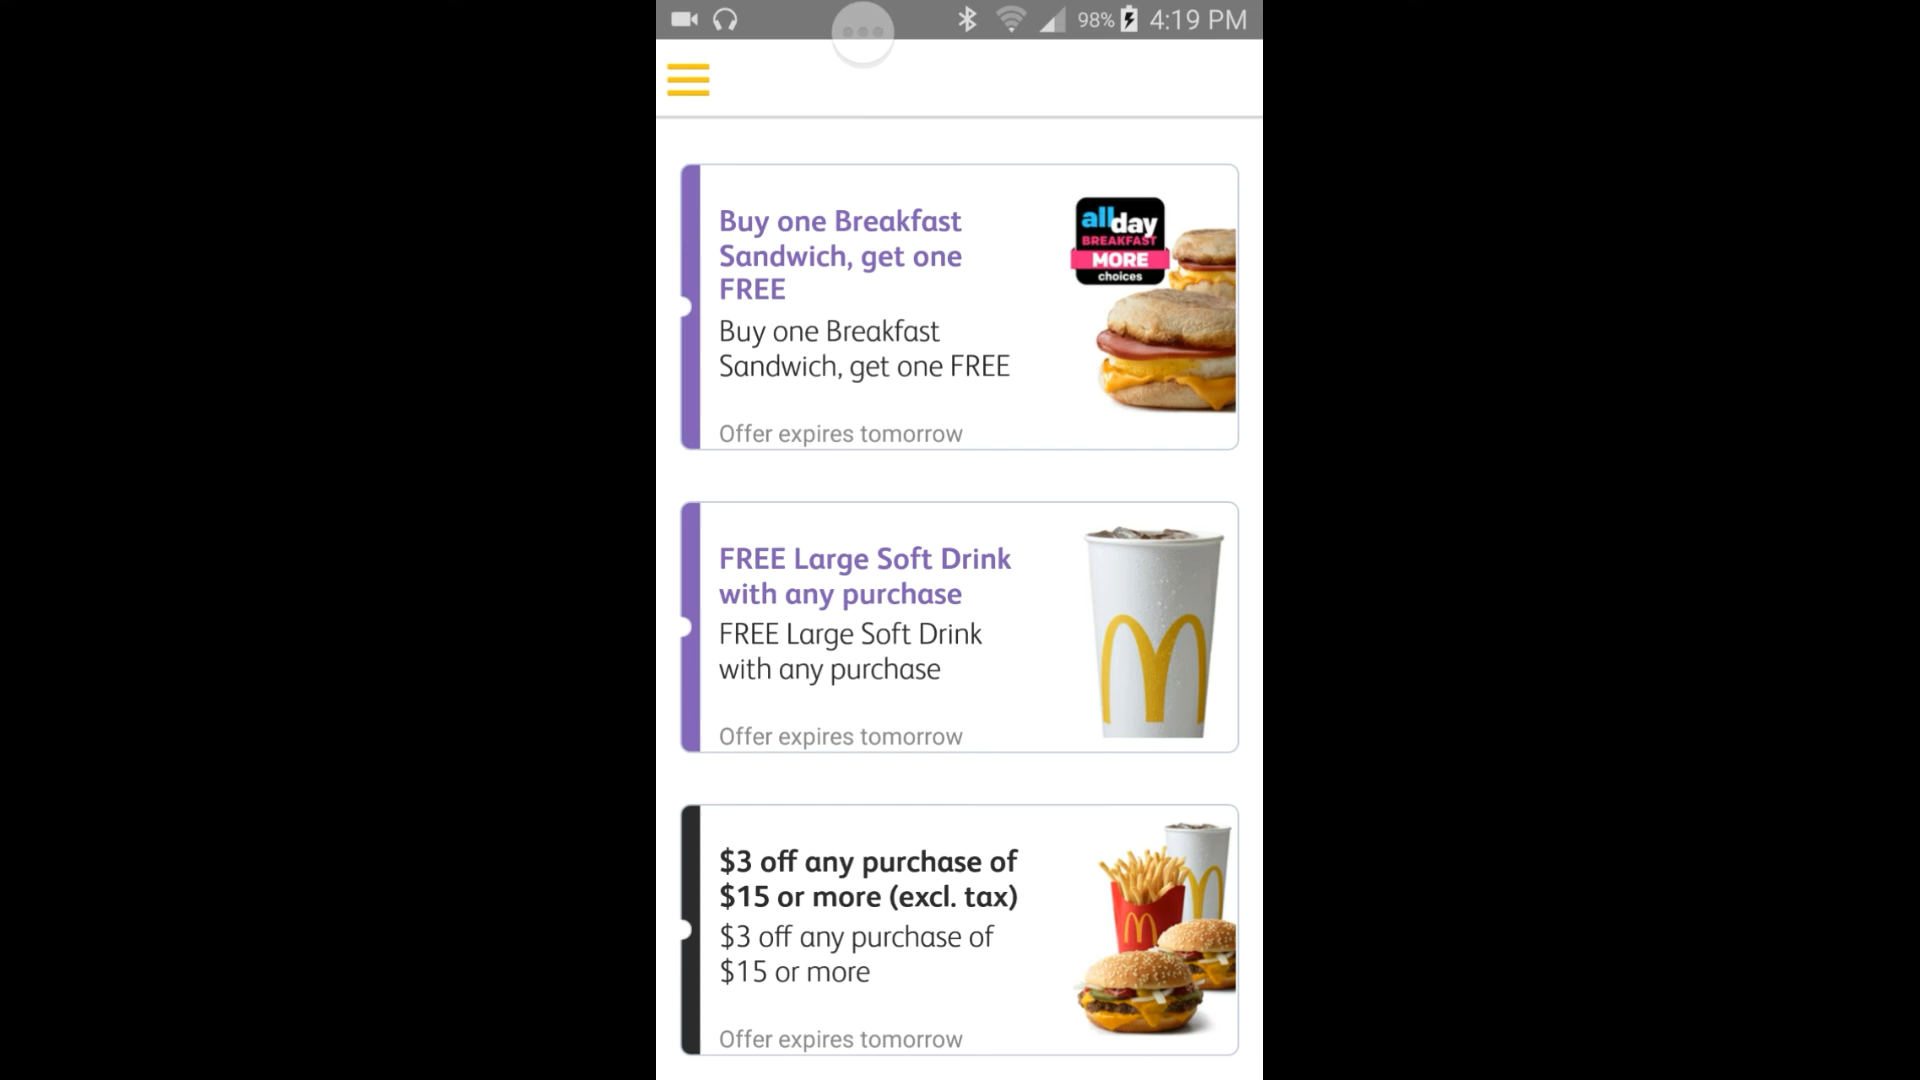 98% 4:19 PM
Buy one Breakfast
Sandwich, get one
FREE
Buy one Breakfast
Sandwich, get one FREE
Offer expires tomorrow
allday
BREAKFAST
MORE
choices
FREE Large Soft Drink
with any purchase
FREE Large Soft Drink
with any purchase
Offer expires tomorrow
$3 off any purchase of
$15 or more (excl. tax)
$3 off any purchase of
$15 or more
Offer expires tomorrow